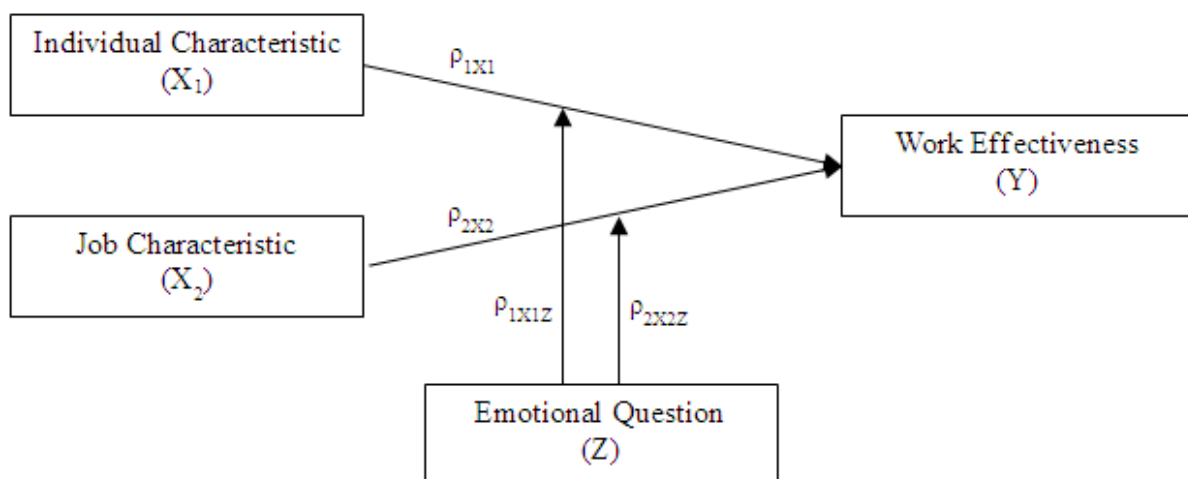 Individual Characteristic
(X₁)
ρ₁ₓ₁
Work Effectiveness
(Y)
Job Characteristic
(X₂)
ρ₂ₓ₂
ρ₁ₓ₁Z
ρ₂ₓ₂Z
Emotional Question
(Z)